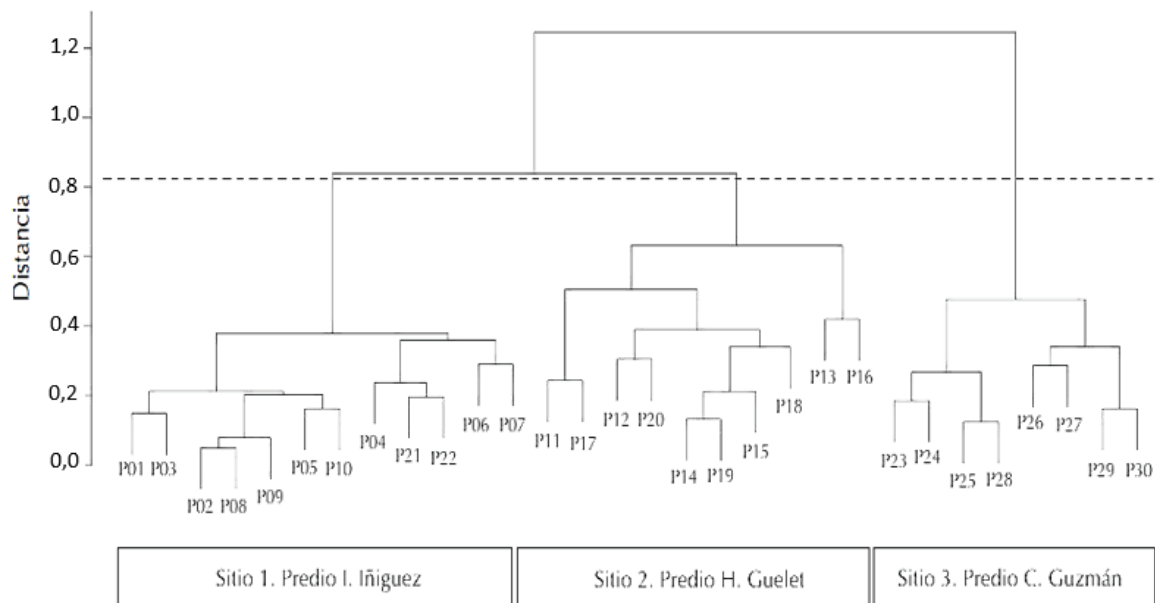 1,2
1,0
0,8
0,6
0,4
0,2
0,0
Distancia
P13 P16
P18
P12 P20
P26 P27
P06 P07
P11 P17
P04
P15
P21 P22
P23 P24
P01 P03
P05 P10
P29 P30
P14 P19
P25 P28
P09
P02 P08
Sitio 1. Predio I. Iñiguez
Sitio 2. Predio H. Guelet
Sitio 3. Predio C. Guzmán